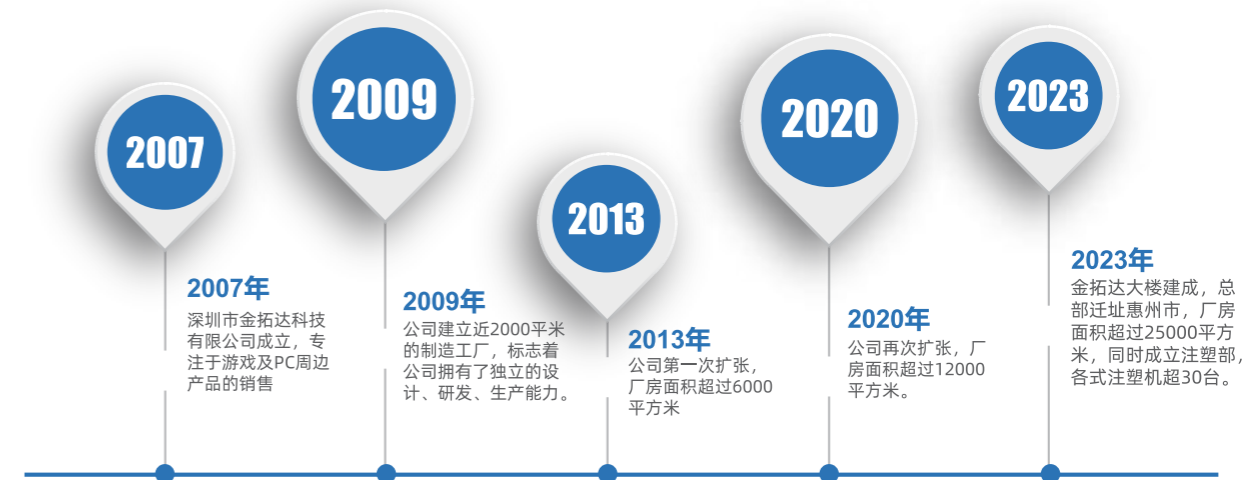 2007
2009
2013
2020
2023
2007年
深圳市金拓达科技
有限公司成立，专
注于游戏及PC周边
产品的销售
2009年
公司建立近2000平米
的制造工厂，标志着
公司拥有了独立的设
计、研发、生产能力。
2013年
公司第一次扩张，
厂房面积超过6000
平方米
2020年
公司再次扩张，厂
房面积超过12000
平方米。
2023年
金拓达大楼建成，总
部迁址惠州市，厂房
面积超过25000平方
米，同时成立注塑部，
各式注塑机超30台。